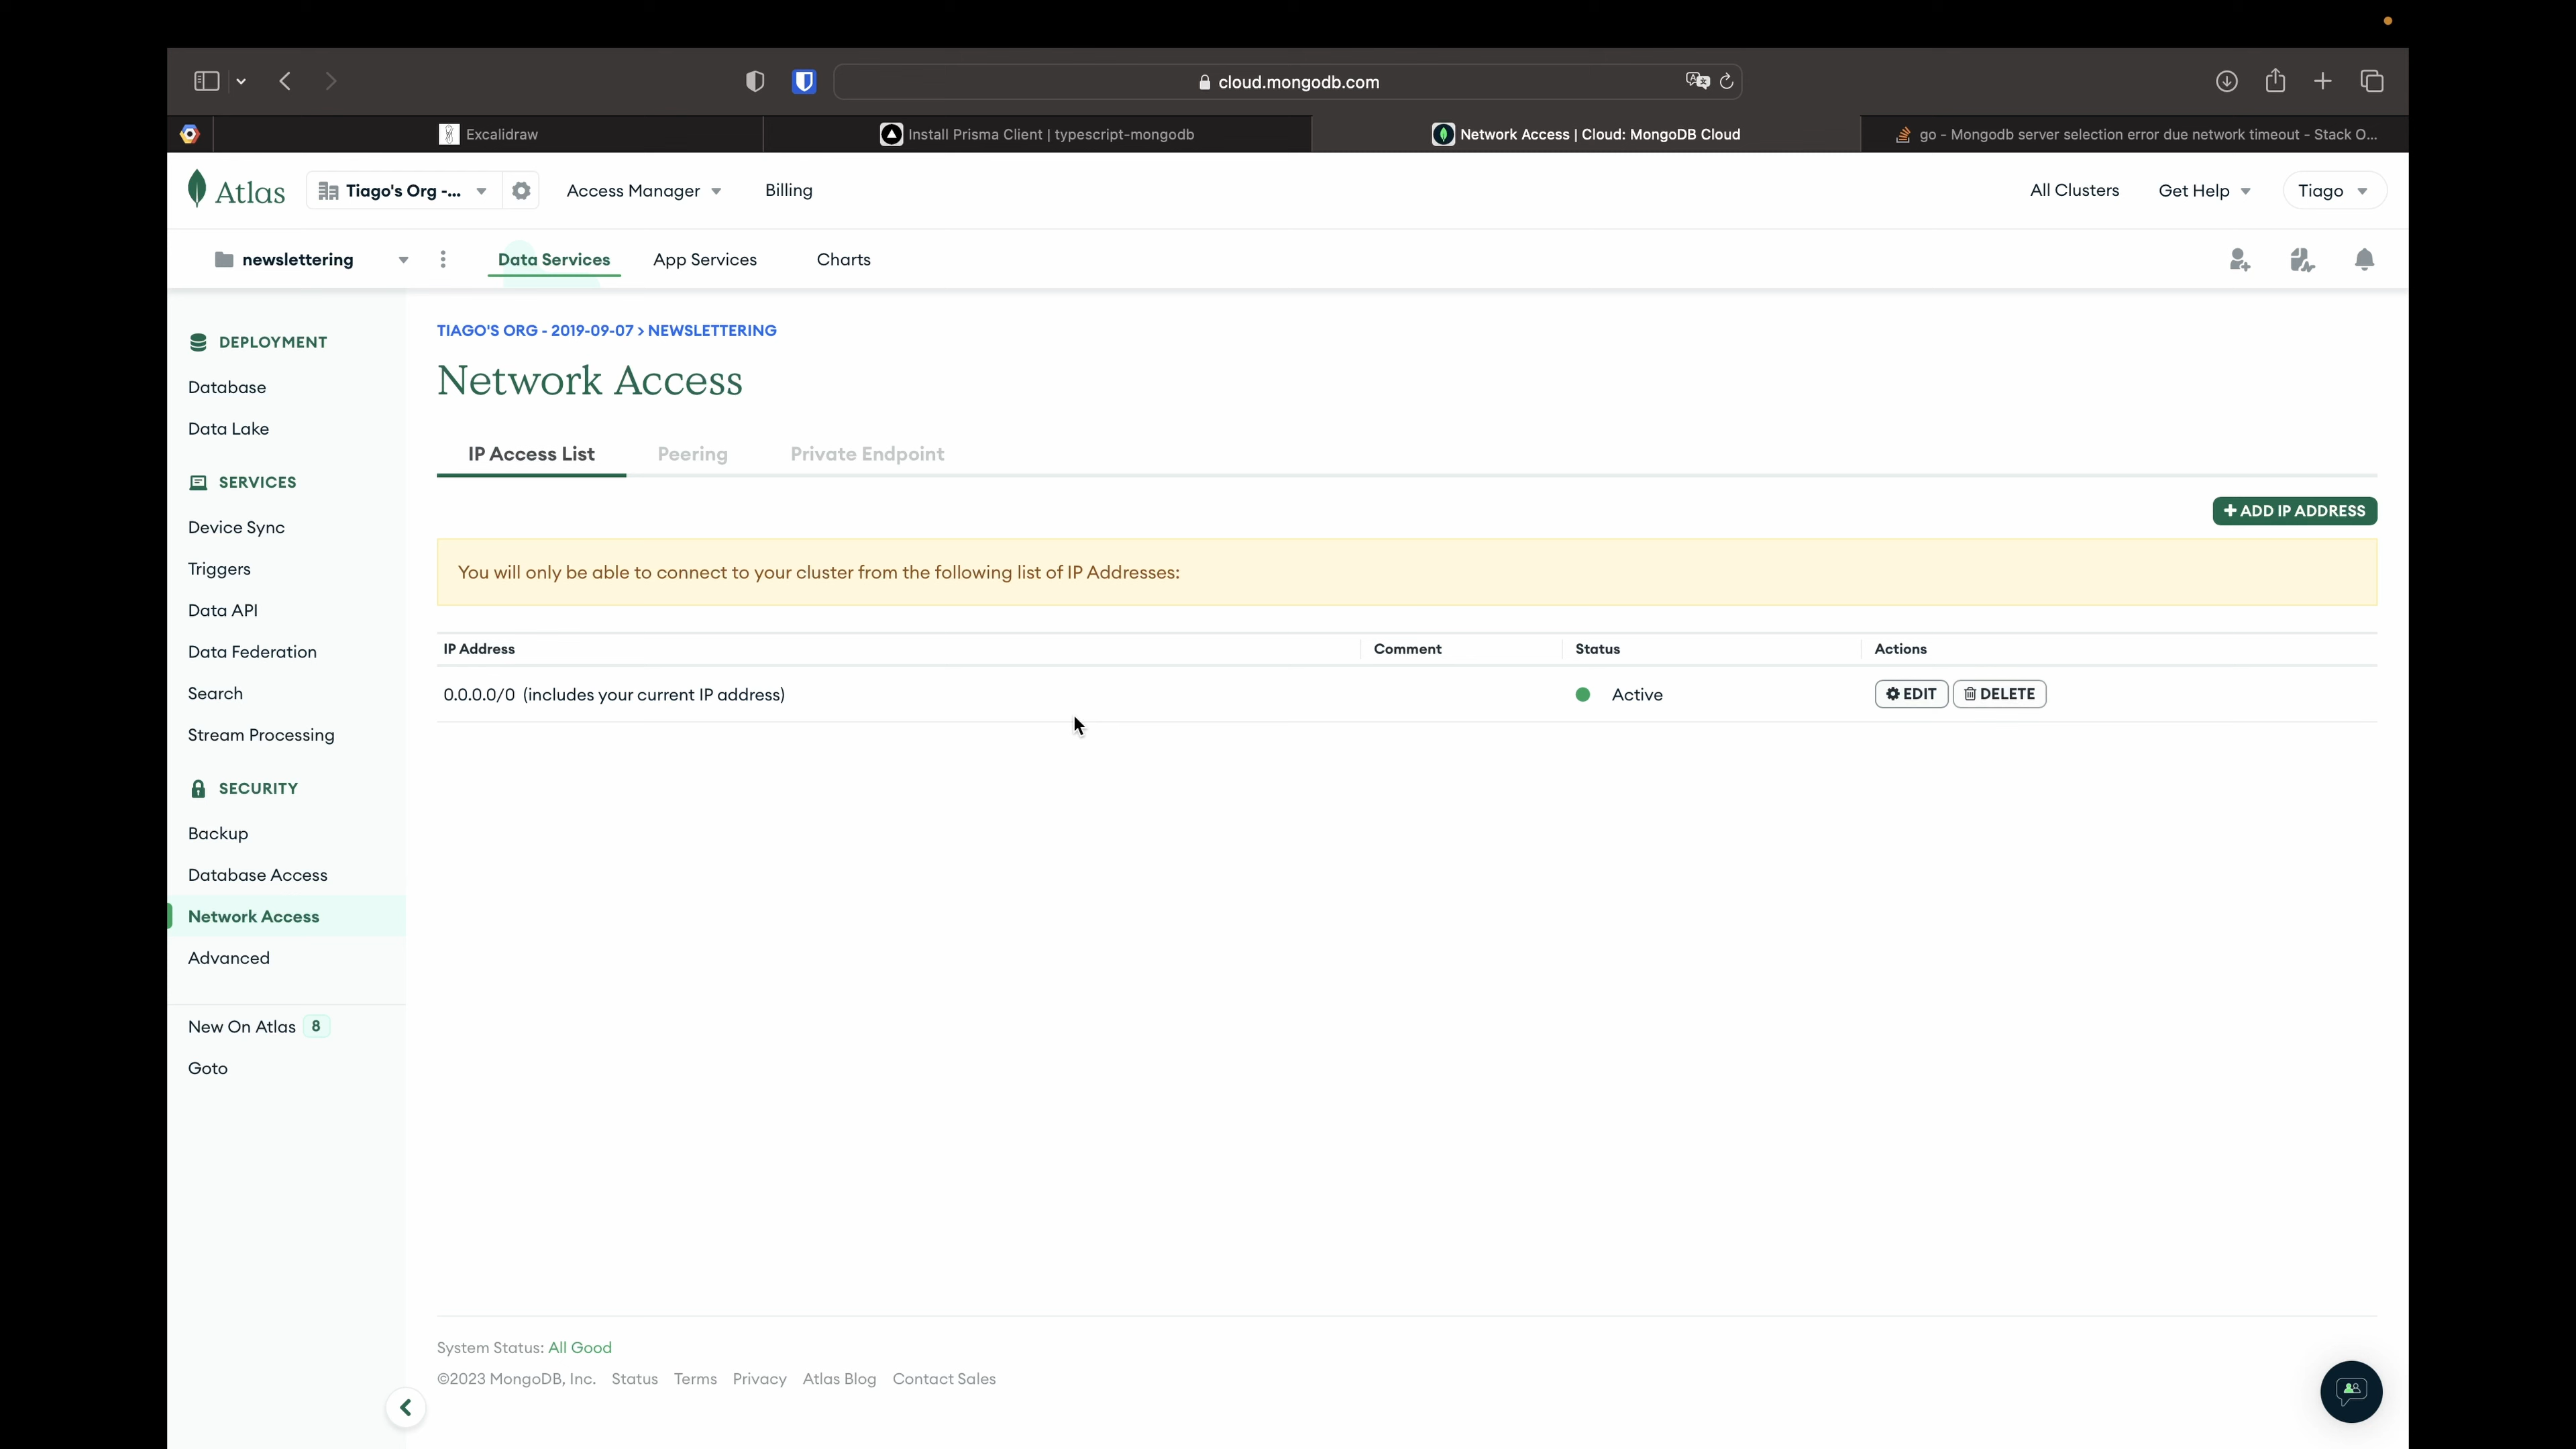 cloud.mongodb.com
Excalidraw
Install Prisma Client | typescript-mongodb
Network Access | Cloud: MongoDB Cloud
go - Mongodb server selection error due network timeout - Stack O...
Atlas
Tiago's Org -...
Access Manager
Billing
All Clusters
Get Help
Tiago
newslettering
Data Services
App Services
Charts
DEPLOYMENT
Database
Data Lake
SERVICES
Device Sync
Triggers
Data API
Data Federation
Search
Stream Processing
SECURITY
Backup
Database Access
Network Access
Advanced
New On Atlas 8
Goto
TIAGO'S ORG - 2019-09-07 > NEWSLETTERING
Network Access
IP Access List
Peering
Private Endpoint
+ ADD IP ADDRESS
You will only be able to connect to your cluster from the following list of IP Addresses:
IP Address
Comment
Status
Actions
0.0.0.0/0 (includes your current IP address)
Active
EDIT
DELETE
System Status: All Good
©2023 MongoDB, Inc. Status Terms Privacy Atlas Blog Contact Sales